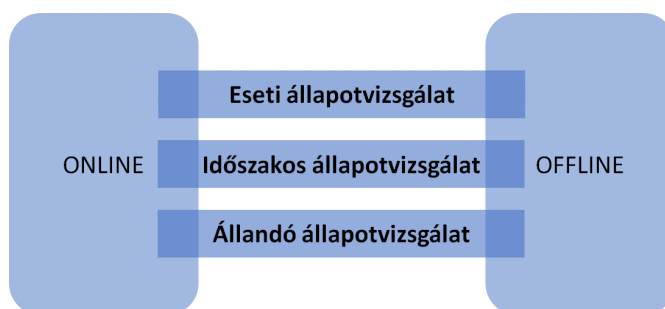 Eseti állapotvizsgálat
ONLINE
Időszakos állapotvizsgálat
OFFLINE
Állandó állapotvizsgálat